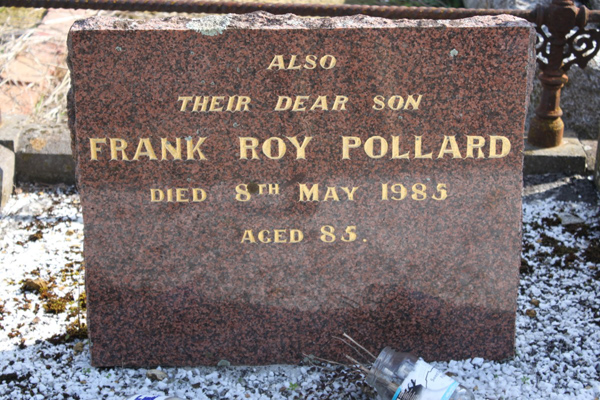 ALSO
THEIR DEAR SON
FRANK ROY POLLARD
DIED 8TH MAY 1985
AGED 85.